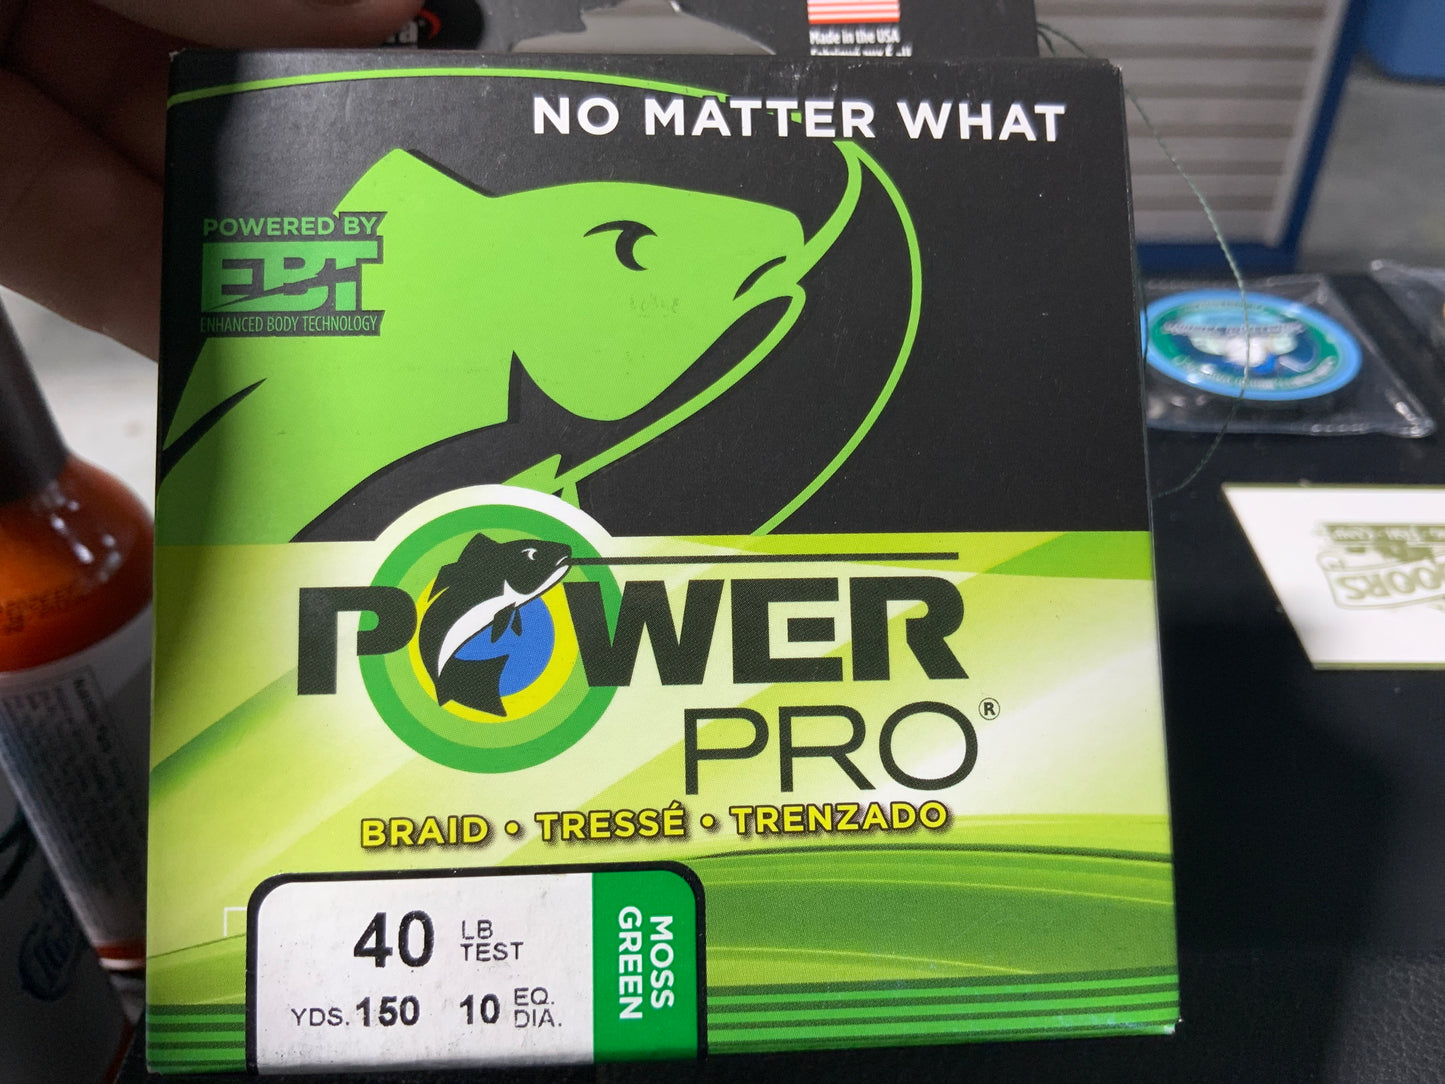 Made in the USA
NO MATTER WHAT
POWERED BY
EBT
ENHANCED BODY TECHNOLOGY
POWER
PRO®
BRAID • TRESSÉ • TRENZADO
40 LB TEST
YDS. 150 10 EQ. DIA.
MOSS
GREEN